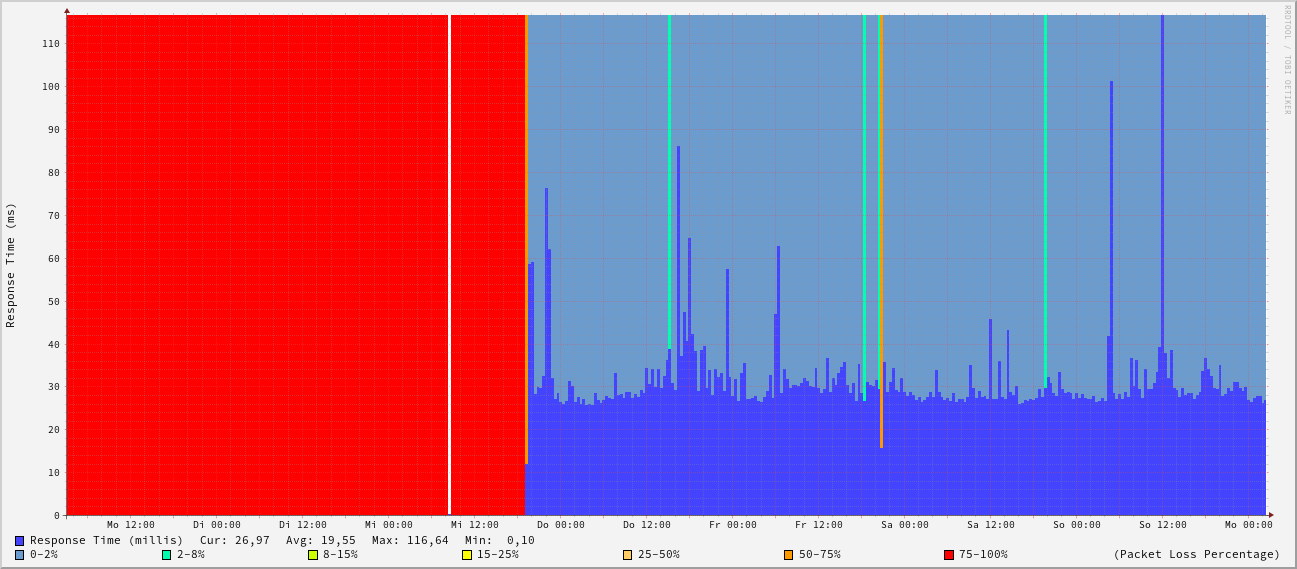 RRDTOOL / TOBI OETIKER
Response Time (ms)
110
100
90
80
70
60
50
40
30
20
10
0
Mo 12:00 Di 00:00 Di 12:00 Mi 00:00 Mi 12:00 Do 00:00 Do 12:00 Fr 00:00 Fr 12:00 Sa 00:00 Sa 12:00 So 00:00 So 12:00 Mo 00:00
Response Time (millis) Cur: 26,97 Avg: 19,55 Max: 116,64 Min: 0,10
0-2% 2-8% 8-15% 15-25% 25-50% 50-75% 75-100% (Packet Loss Percentage)